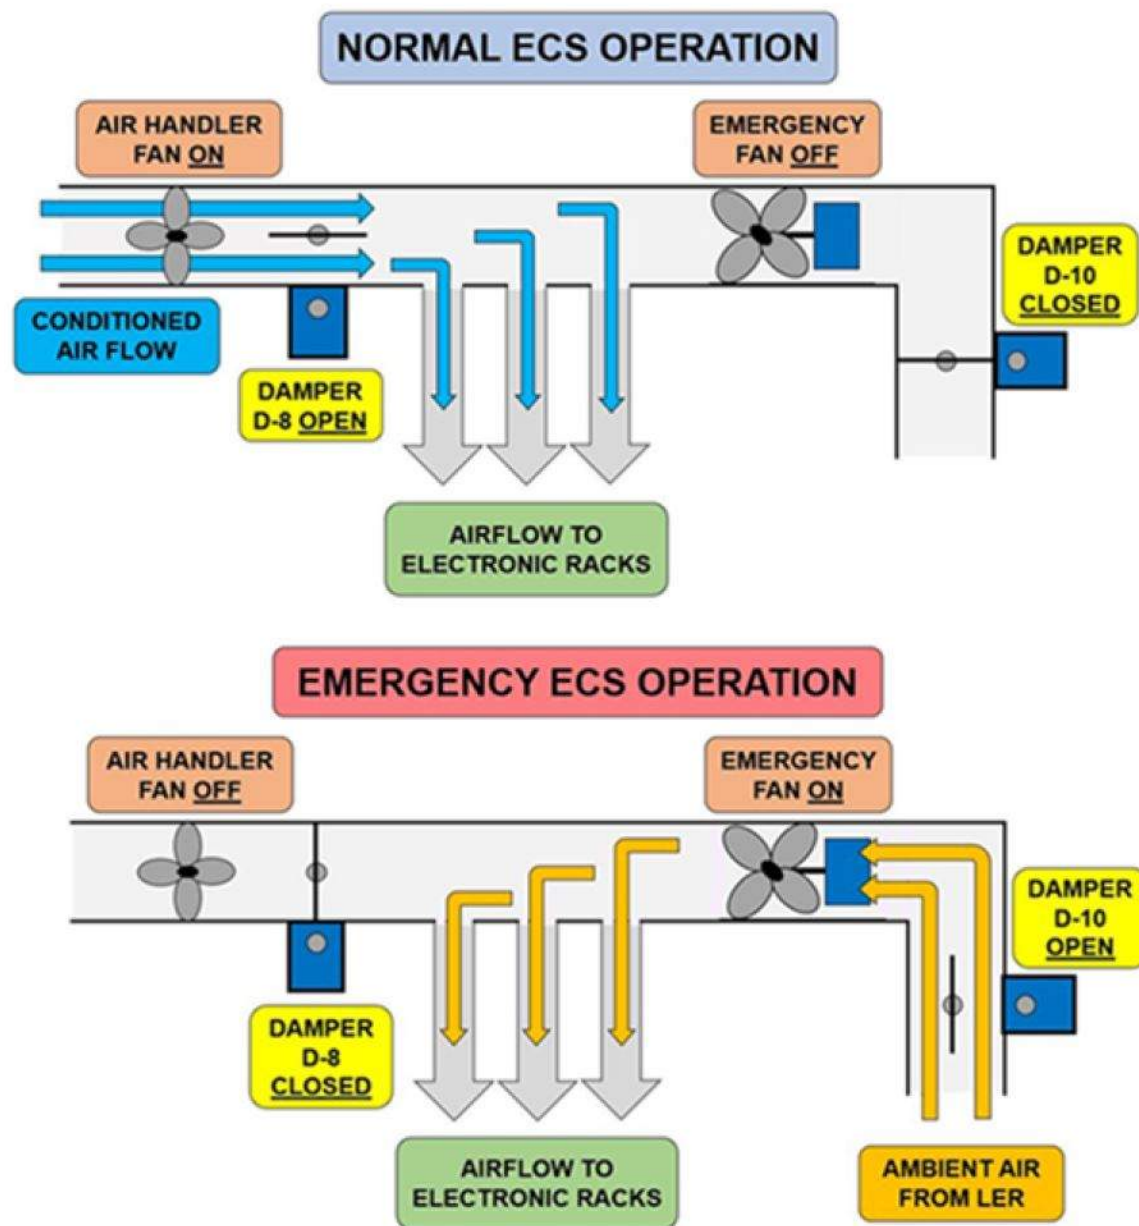 NORMAL ECS OPERATION
AIR HANDLER
FAN ON
EMERGENCY
FAN OFF
DAMPER
D-10
CLOSED
CONDITIONED
AIR FLOW
DAMPER
D-8 OPEN
AIRFLOW TO
ELECTRONIC RACKS
EMERGENCY ECS OPERATION
AIR HANDLER
FAN OFF
EMERGENCY
FAN ON
DAMPER
D-10
OPEN
DAMPER
D-8
CLOSED
AIRFLOW TO
ELECTRONIC RACKS
AMBIENT AIR
FROM LER